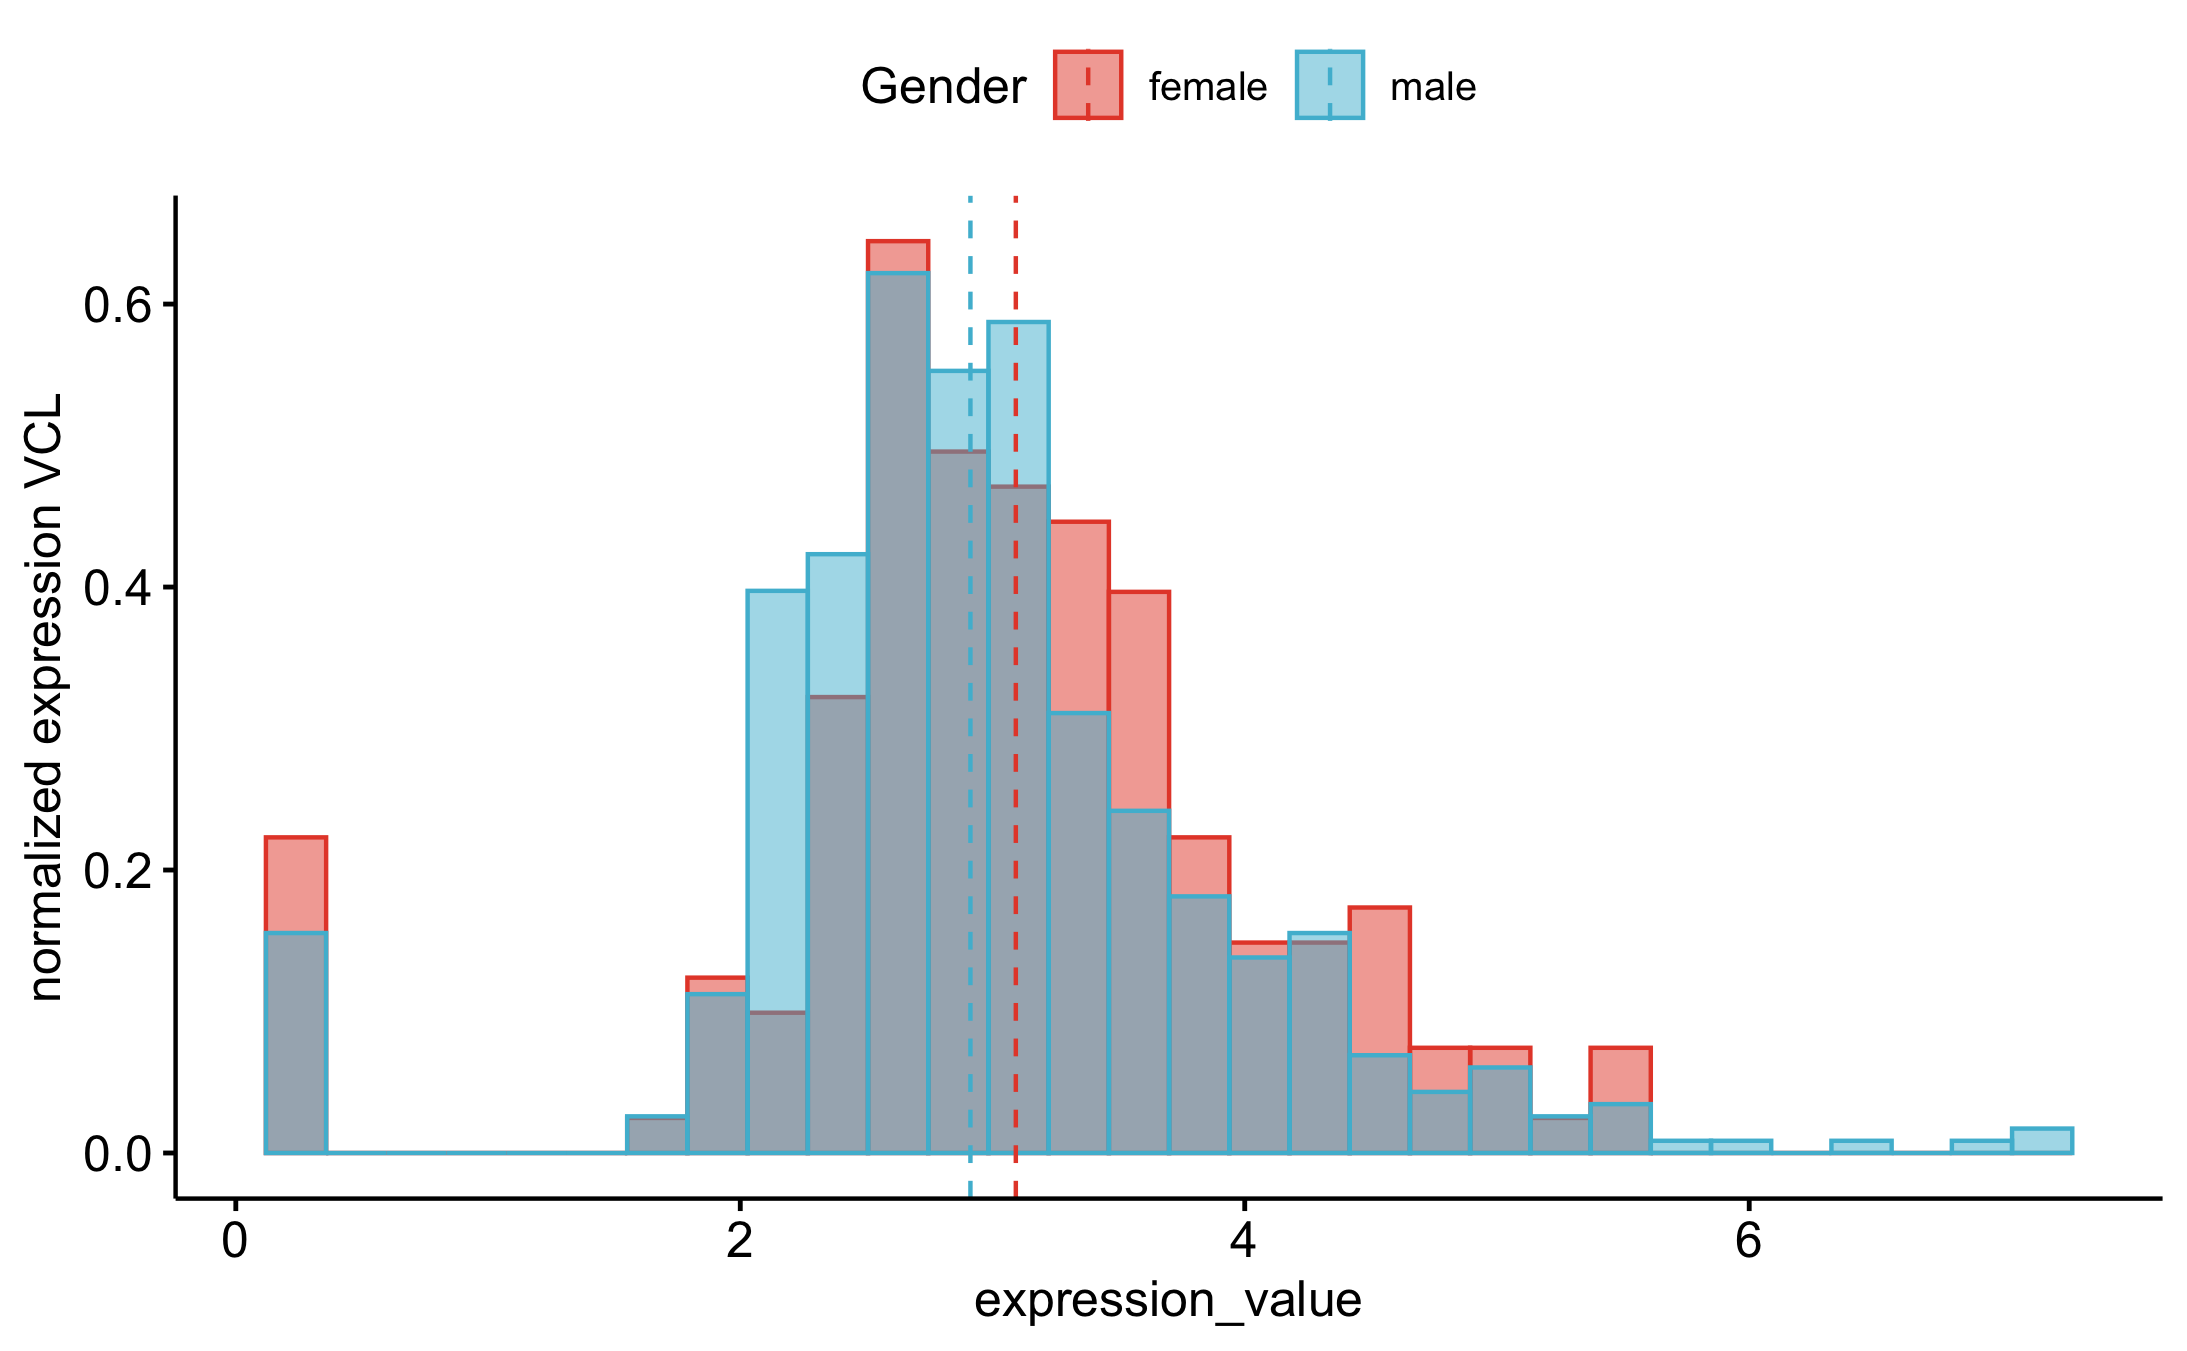 Gender female male
normalized expression VCL
0.6
0.4
0.2
0.0
0 2 4 6
expression_value